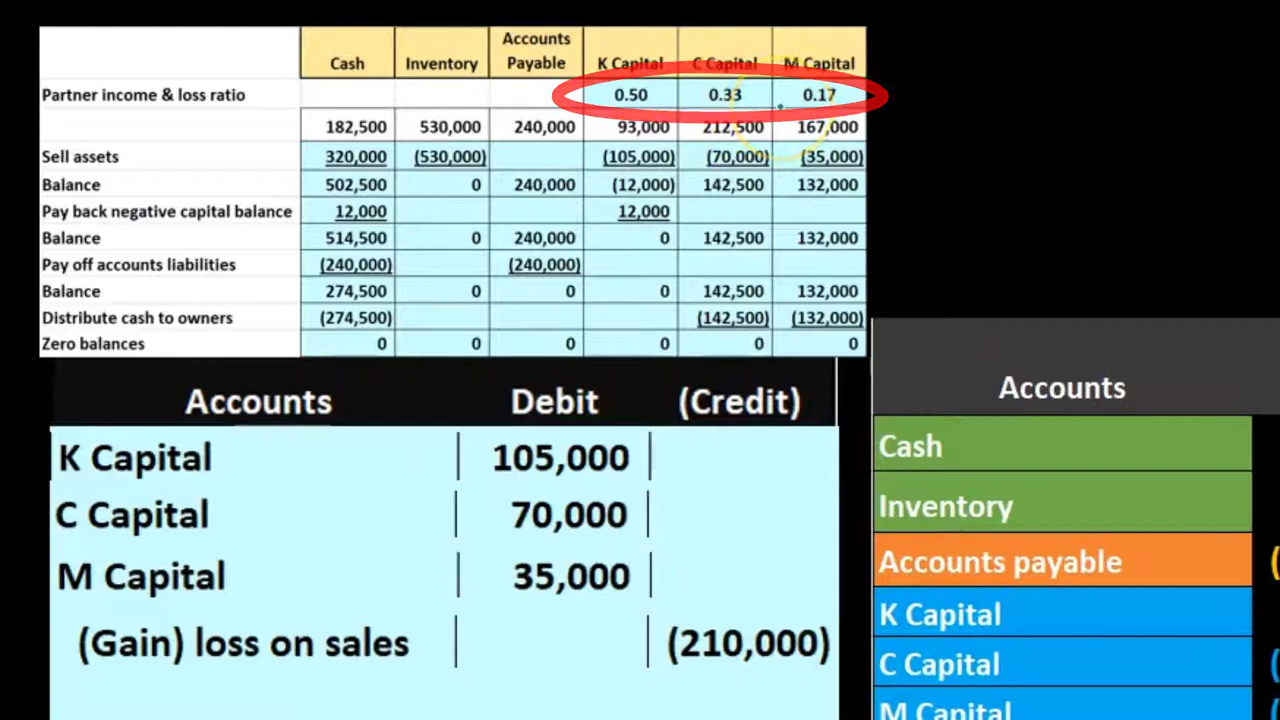 Cash Inventory Accounts Payable K Capital C Capital M Capital
Partner income & loss ratio 0.50 0.33 0.17
182,500 530,000 240,000 93,000 212,500 167,000
Sell assets 320,000 (530,000) (105,000) (70,000) (35,000)
Balance 502,500 0 240,000 (12,000) 142,500 132,000
Pay back negative capital balance 12,000 12,000
Balance 514,500 0 240,000 0 142,500 132,000
Pay off accounts liabilities (240,000) (240,000)
Balance 274,500 0 0 0 142,500 132,000
Distribute cash to owners (274,500) (142,500) (132,000)
Zero balances 0 0 0 0 0 0
Accounts Debit (Credit)
K Capital 105,000
C Capital 70,000
M Capital 35,000
(Gain) loss on sales (210,000)
Accounts
Cash
Inventory
Accounts payable (
K Capital
C Capital (
M Capital (